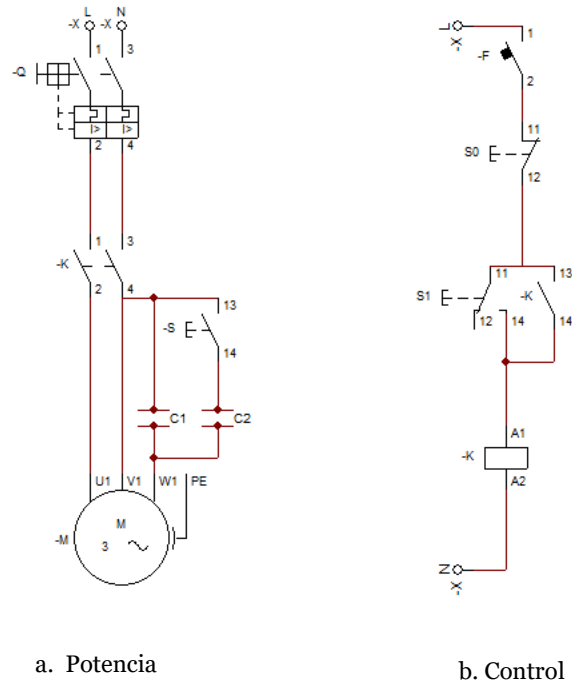 L N
-X -X
1 3
-Q
I> I>
2 4
1 3
-K
2 4
13
-S
14
C1 C2
U1 V1 W1 PE
M
-M
3
a. Potencia
L
-X
1
-F
2
11
S0
12
11 13
S1 -K
12 14 14
A1
-K
A2
N
-X
b. Control